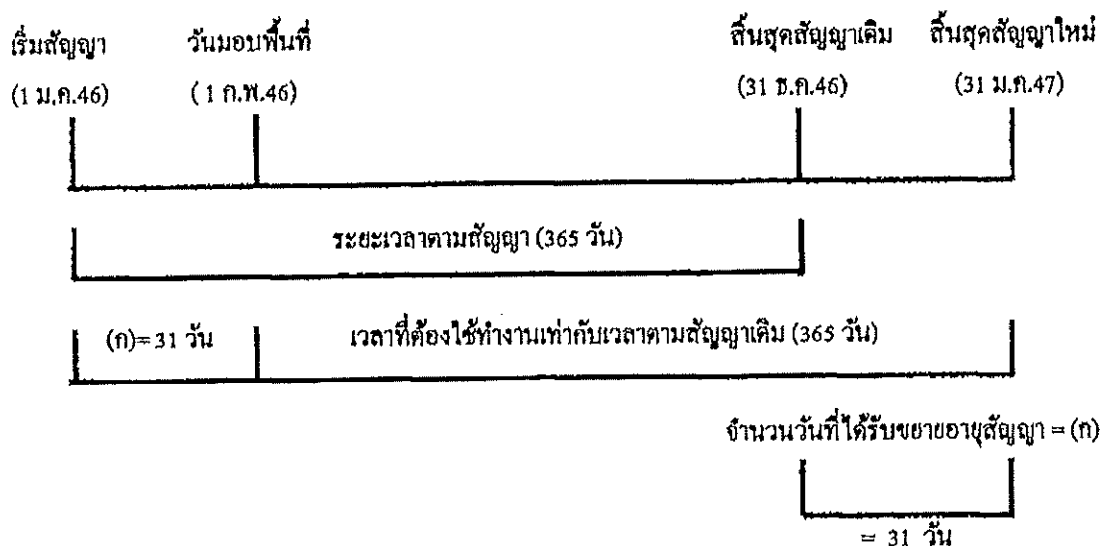 เริ่มสัญญา วันมอบพื้นที่ สิ้นสุดสัญญาเดิม สิ้นสุดสัญญาใหม่
(1 ม.ค.46) ( 1 ก.พ.46) (31 ธ.ค.46) (31 ม.ค.47)
ระยะเวลาตามสัญญา (365 วัน)
(ก)= 31 วัน เวลาที่ต้องใช้ทำงานเท่ากับเวลาตามสัญญาเดิม (365 วัน)
จำนวนวันที่ได้รับขยายอายุสัญญา = (ก)
= 31 วัน